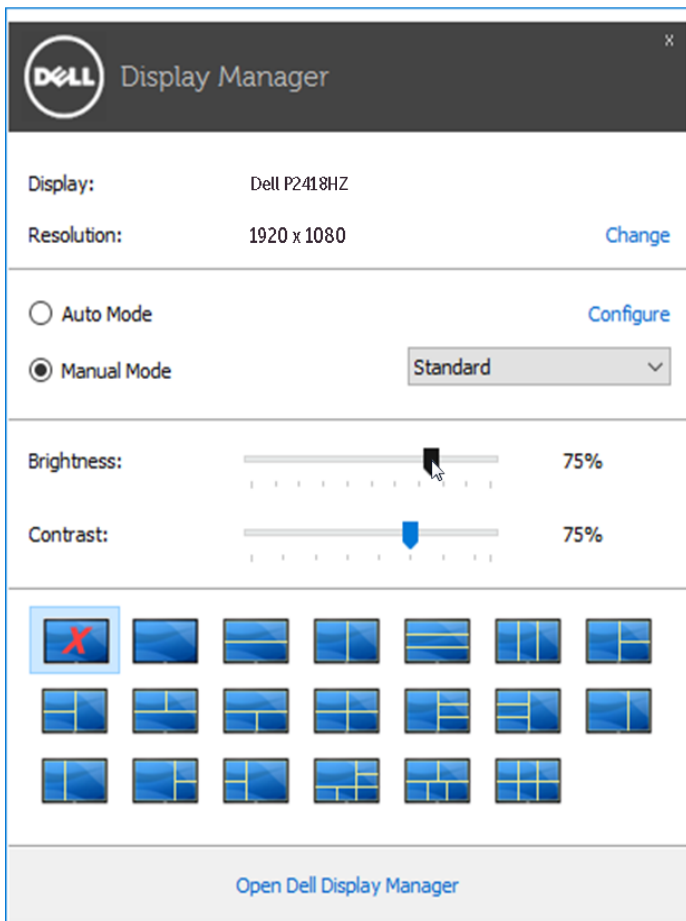 DELL Display Manager x
Display: Dell P2418HZ
Resolution: 1920 x 1080 Change
Auto Mode Configure
Manual Mode Standard
Brightness: 75%
Contrast: 75%
X
Open Dell Display Manager